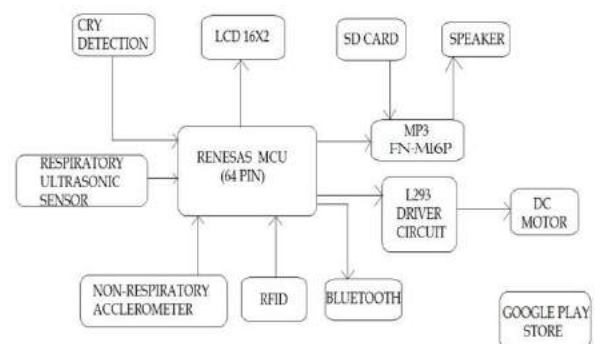 CRY
DETECTION
LCD 16X2
SD CARD
SPEAKER
RENESAS MCU
(64 PIN)
MP3
FN-M16P
RESPIRATORY
ULTRASONIC
SENSOR
L293
DRIVER
CIRCUIT
DC
MOTOR
NON-RESPIRATORY
ACCLEROMETER
RFID
BLUETOOTH
GOOGLE PLAY
STORE